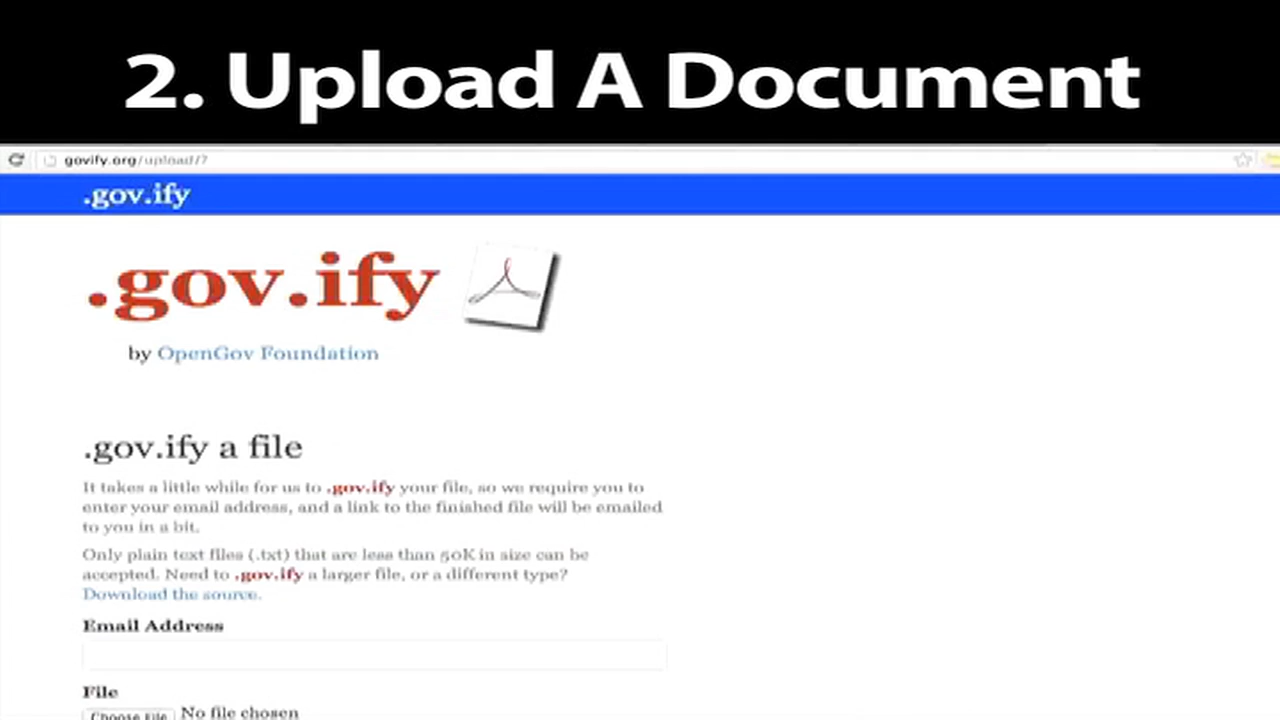 2. Upload A Document
govify.org/upload/?
.gov.ify
.gov.ify
by OpenGov Foundation
.gov.ify a file
It takes a little while for us to .gov.ify your file, so we require you to
enter your email address, and a link to the finished file will be emailed
to you in a bit.
Only plain text files (.txt) that are less than 50K in size can be
accepted. Need to .gov.ify a larger file, or a different type?
Download the source.
Email Address
File
Choose File No file chosen